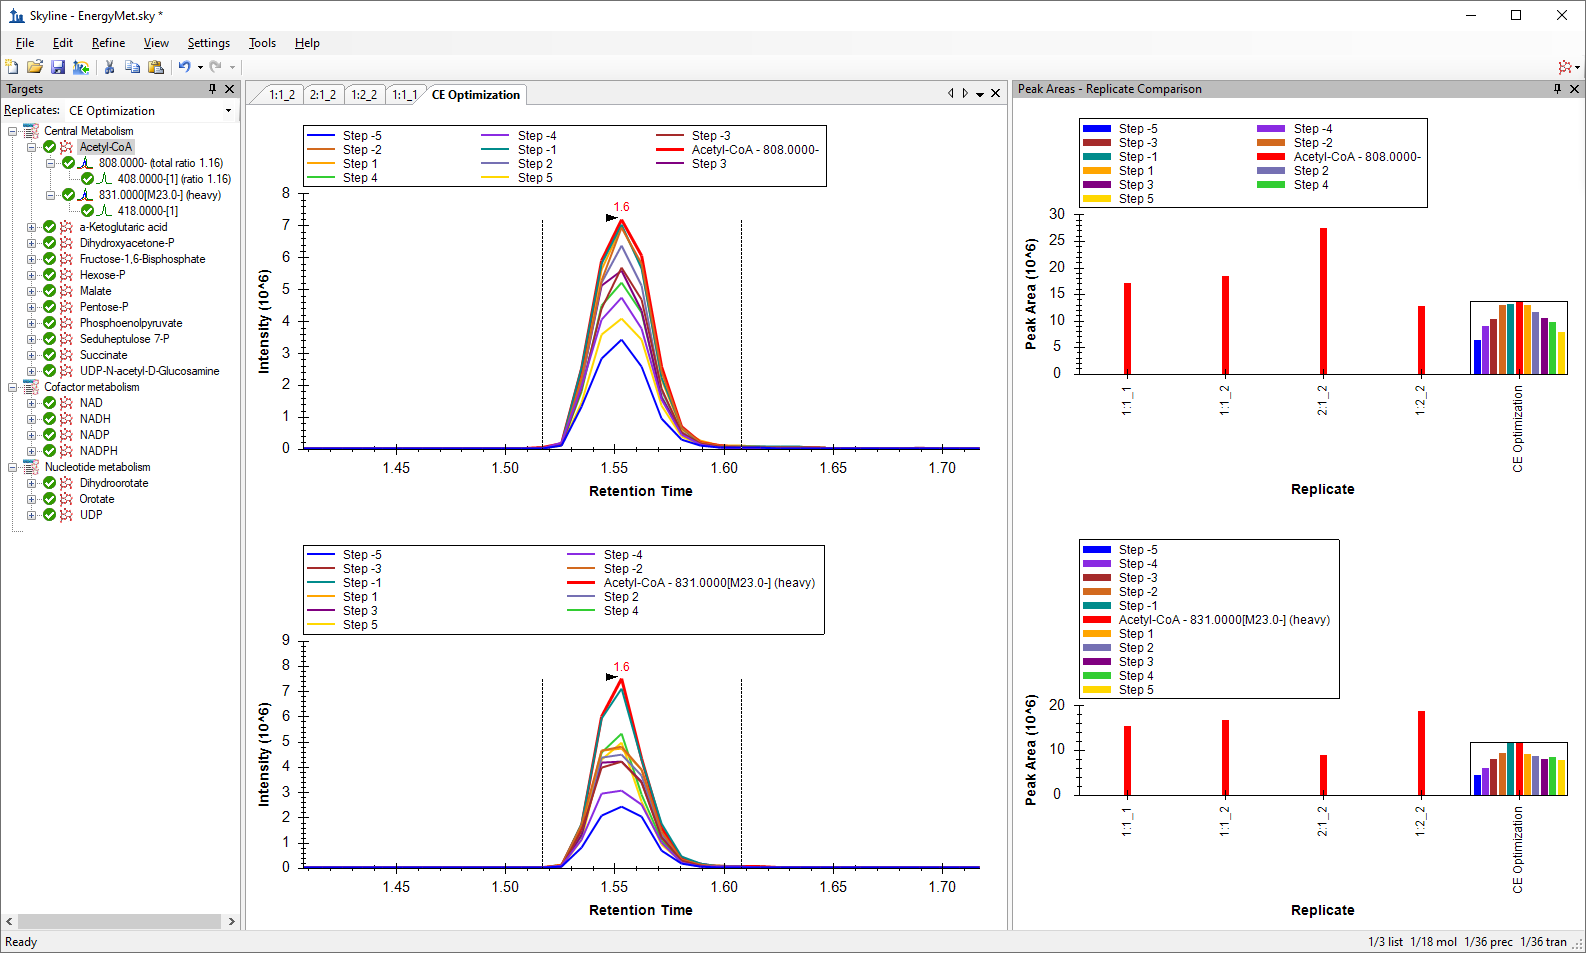 Skyline - EnergyMet.sky *
File Edit Refine View Settings Tools Help
Targets
Replicates: CE Optimization
Central Metabolism
Acetyl-CoA
808.0000- (total ratio 1.16)
408.0000-[1] (ratio 1.16)
831.0000[M23.0-] (heavy)
418.0000-[1]
a-Ketoglutaric acid
Dihydroxyacetone-P
Fructose-1,6-Bisphosphate
Hexose-P
Malate
Pentose-P
Phosphoenolpyruvate
Seduheptulose 7-P
Succinate
UDP-N-acetyl-D-Glucosamine
Cofactor metabolism
NAD
NADH
NADP
NADPH
Nucleotide metabolism
Dihydroorotate
Orotate
UDP
1:1_2 2:1_2 1:2_2 1:1_1 CE Optimization
Step -5 Step -4 Step -3
Step -2 Step -1 Acetyl-CoA - 808.0000-
Step 1 Step 2 Step 3
Step 4 Step 5
8
7
6
5
4
3
2
1
0
Intensity (10^6)
1.6
1.45 1.50 1.55 1.60 1.65 1.70
Retention Time
Step -5 Step -4
Step -3 Step -2
Step -1 Acetyl-CoA - 831.0000[M23.0-] (heavy)
Step 1 Step 2
Step 3 Step 4
Step 5
9
8
7
6
5
4
3
2
1
0
Intensity (10^6)
1.6
1.45 1.50 1.55 1.60 1.65 1.70
Retention Time
Peak Areas - Replicate Comparison
Step -5 Step -4
Step -3 Step -2
Step -1 Acetyl-CoA - 808.0000-
Step 1 Step 2
Step 3 Step 4
Step 5
30
25
20
15
10
5
0
Peak Area (10^6)
1:1_1 1:1_2 2:1_2 1:2_2 CE Optimization
Replicate
Step -5
Step -4
Step -3
Step -2
Step -1
Acetyl-CoA - 831.0000[M23.0-] (heavy)
Step 1
Step 2
Step 3
Step 4
Step 5
20
10
0
Peak Area (10^6)
1:1_1 1:1_2 2:1_2 1:2_2 CE Optimization
Replicate
Ready
1/3 list 1/18 mol 1/36 prec 1/36 tran